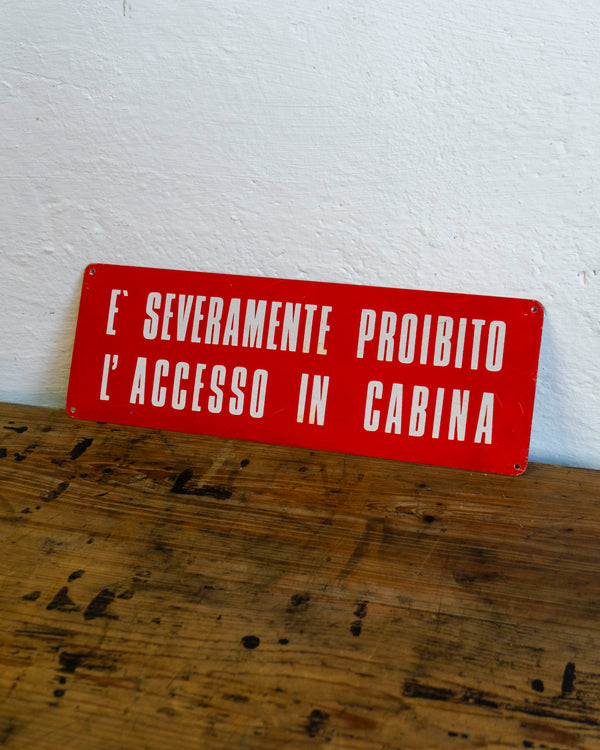 E` SEVERAMENTE PROIBITO
L'ACCESSO IN CABINA